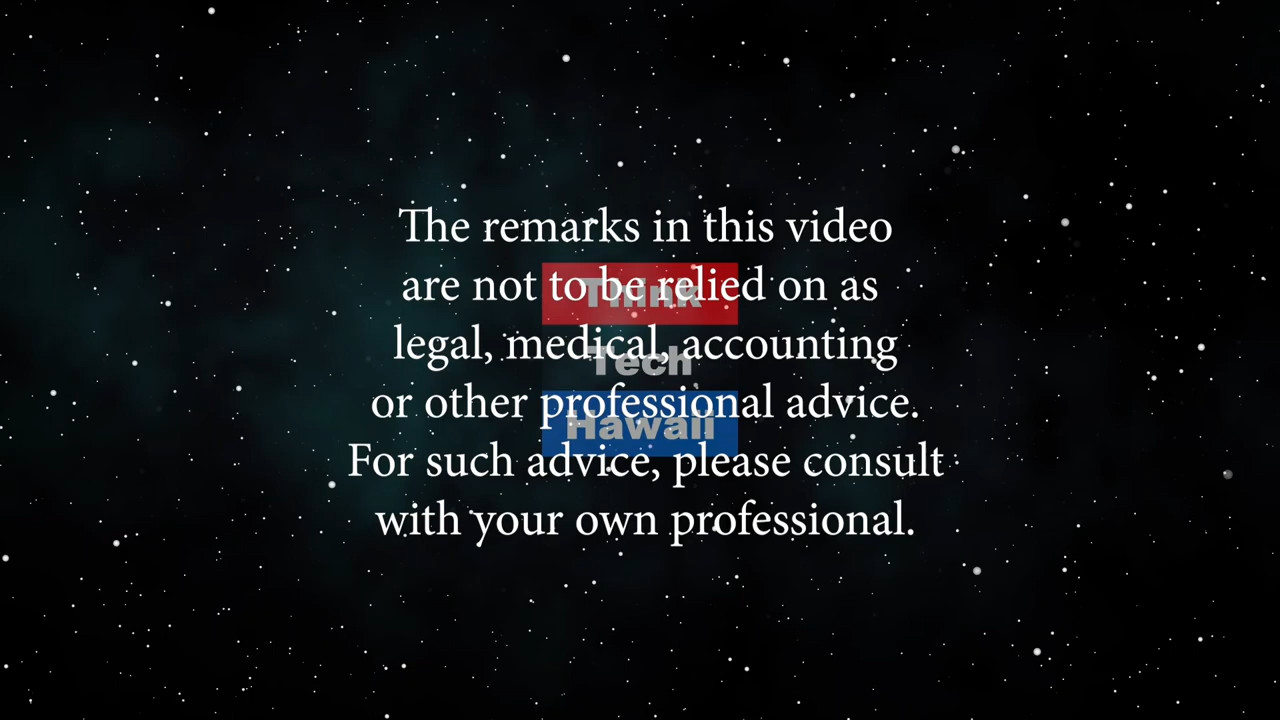 The remarks in this video
are not to be relied on as
legal, medical, accounting
or other professional advice.
For such advice, please consult
with your own professional.
Think
Tech
Hawaii